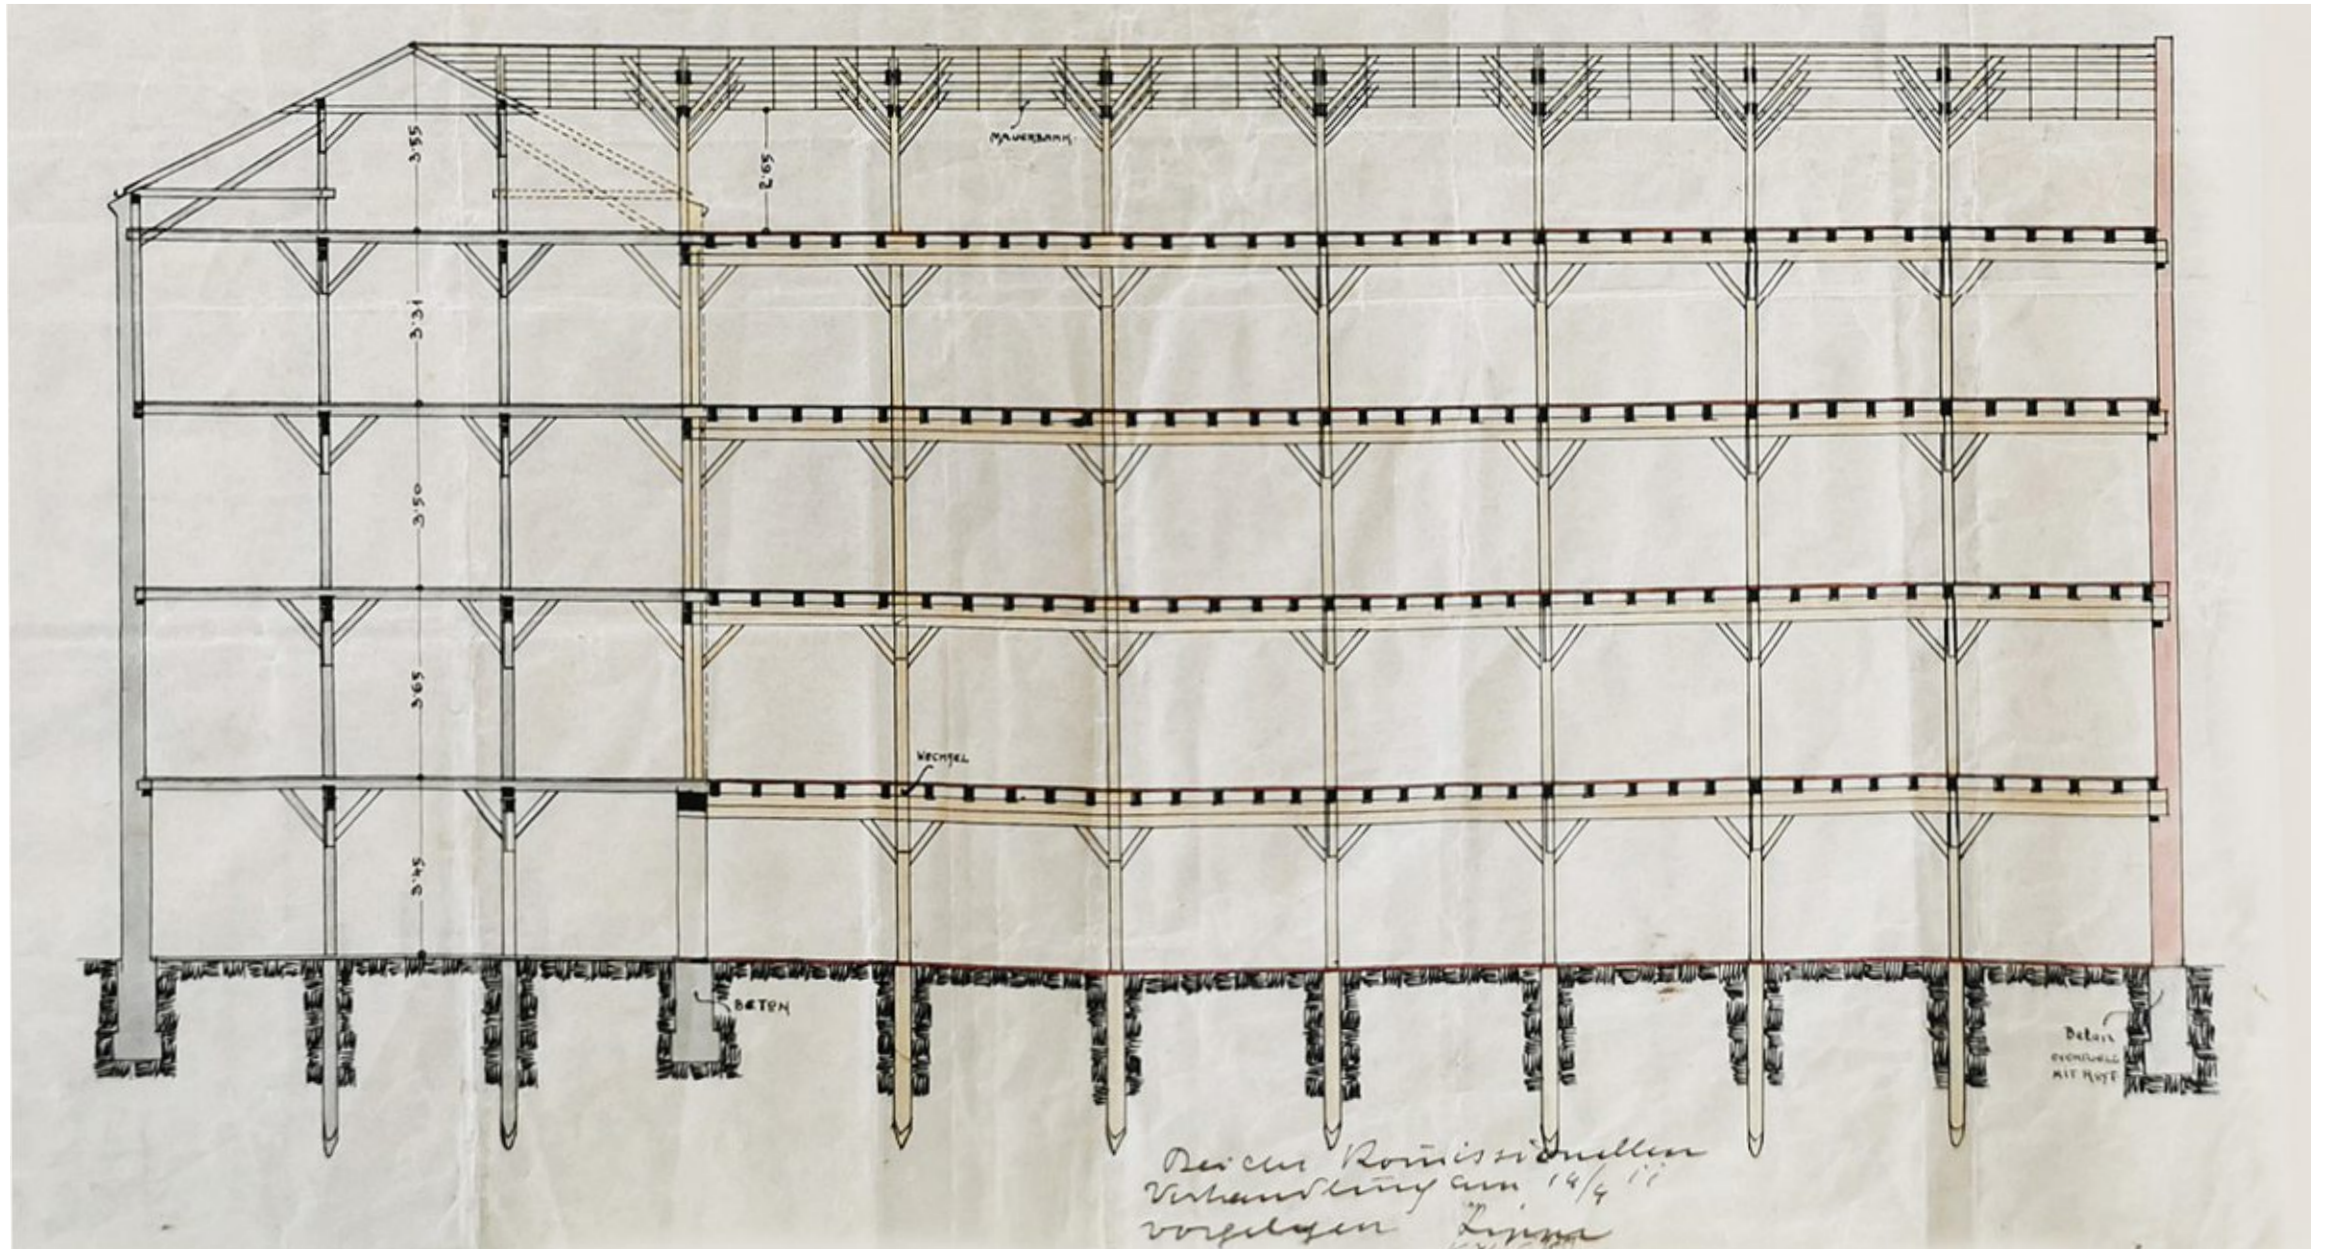 MAUERBANK.
3·55
2·65
3·31
3·50
3·65
WECHSEL
3·45
BETON
Beton
EVENTUELL
MIT ROST
Bei der Komissionellen
Verhandlung am 14/4 11
vorgelegen